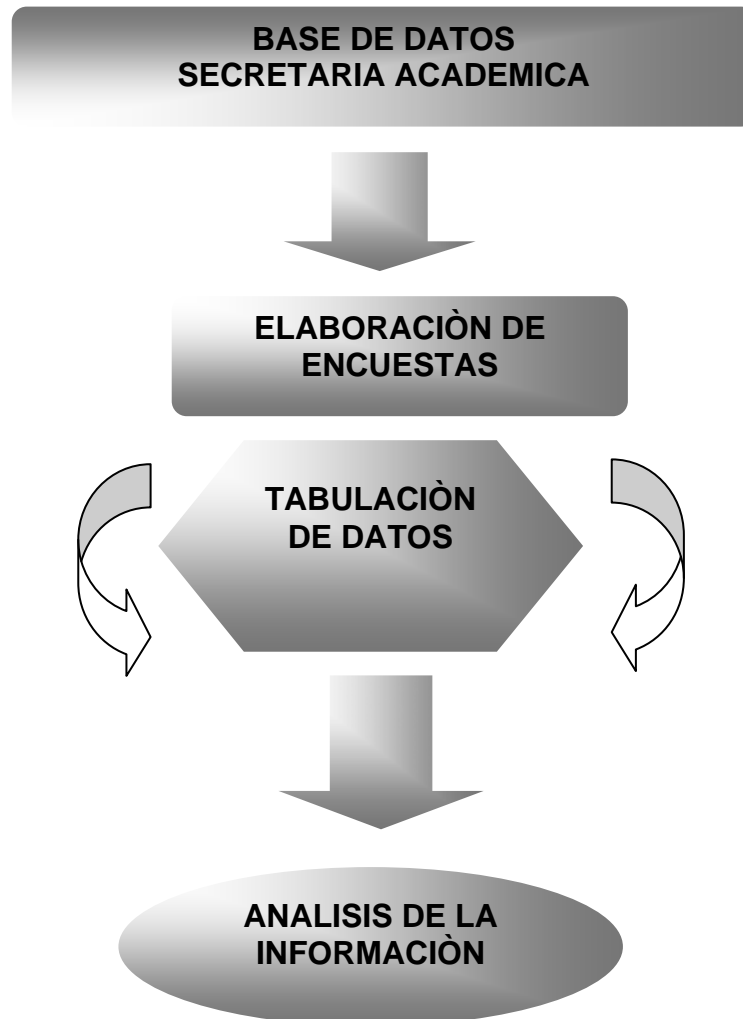 BASE DE DATOS
SECRETARIA ACADEMICA
ELABORACIÒN DE
ENCUESTAS
TABULACIÒN
DE DATOS
ANALISIS DE LA
INFORMACIÒN